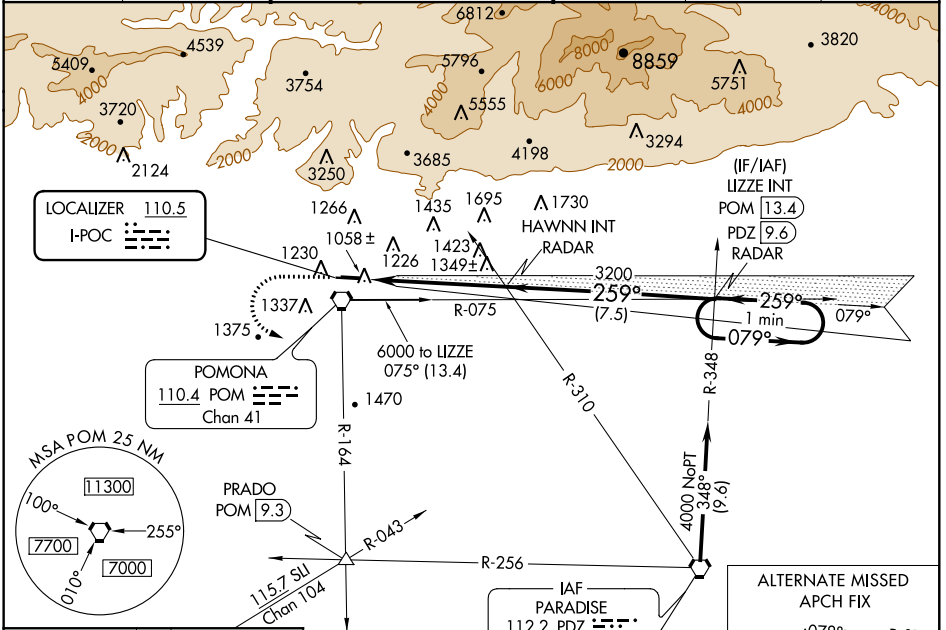 6812
4000
4539
3820
5409
8000
8859
5796
4000
3754
6000
5751
4000
5555
4000
3720
2000
3294
4198
2000
2124
3250
2000
3685
(IF/IAF)
LIZZE INT
POM 13.4
PDZ 9.6
RADAR
LOCALIZER 110.5
I-POC
1266
1435
1695
1730
HAWNN INT
RADAR
1058 ±
1230
1226
1423
1349±
3200
259°
259°
(7.5)
1 min
079°
079°
R-075
1337
1375
6000 to LIZZE
075° (13.4)
POMONA
110.4 POM
Chan 41
1470
R-164
R-310
R-348
4000 NoPT
348°
(9.6)
MSA POM 25 NM
11300
100°
255°
7700
7000
010°
PRADO
POM 9.3
R-043
R-256
115.7 SLI
Chan 104
IAF
PARADISE
112.2 PDZ
ALTERNATE MISSED
APCH FIX